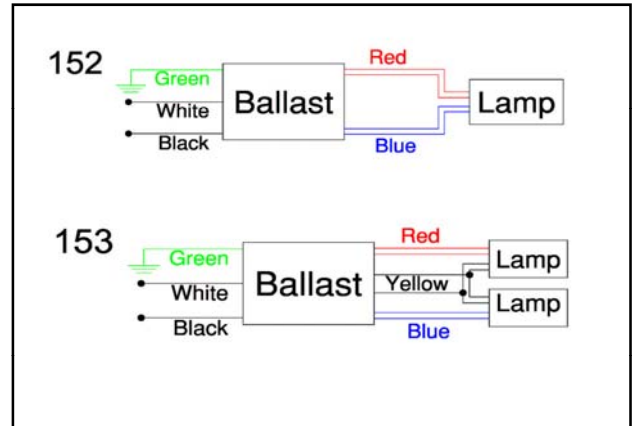 152
Red
Green
Ballast
Lamp
White
Black
Blue
153
Red
Green
Lamp
Ballast
Yellow
White
Lamp
Black
Blue